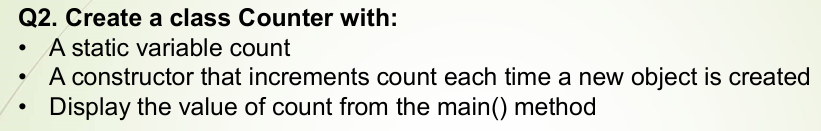 Q2. Create a class Counter with:
• A static variable count
• A constructor that increments count each time a new object is created
• Display the value of count from the main() method